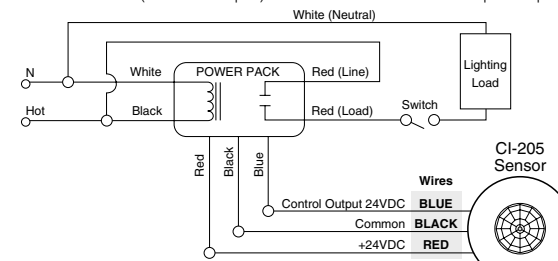 White (Neutral)
N
White
POWER PACK
Red (Line)
Lighting
Load
Hot
Black
Red (Load)
Switch
CI-205
Sensor
Red
Black
Blue
Wires
Control Output 24VDC BLUE
Common BLACK
+24VDC RED